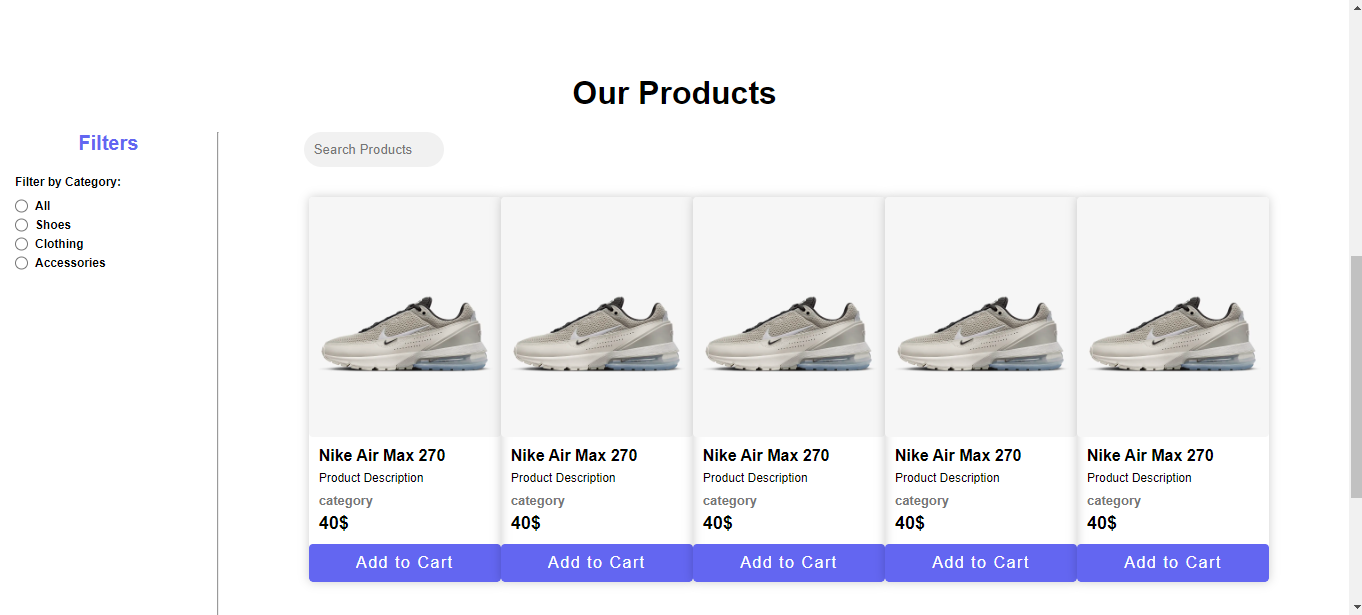 Our Products
Filters
Filter by Category:
All
Shoes
Clothing
Accessories
Search Products
Nike Air Max 270
Product Description
category
40$
Add to Cart
Nike Air Max 270
Product Description
category
40$
Add to Cart
Nike Air Max 270
Product Description
category
40$
Add to Cart
Nike Air Max 270
Product Description
category
40$
Add to Cart
Nike Air Max 270
Product Description
category
40$
Add to Cart